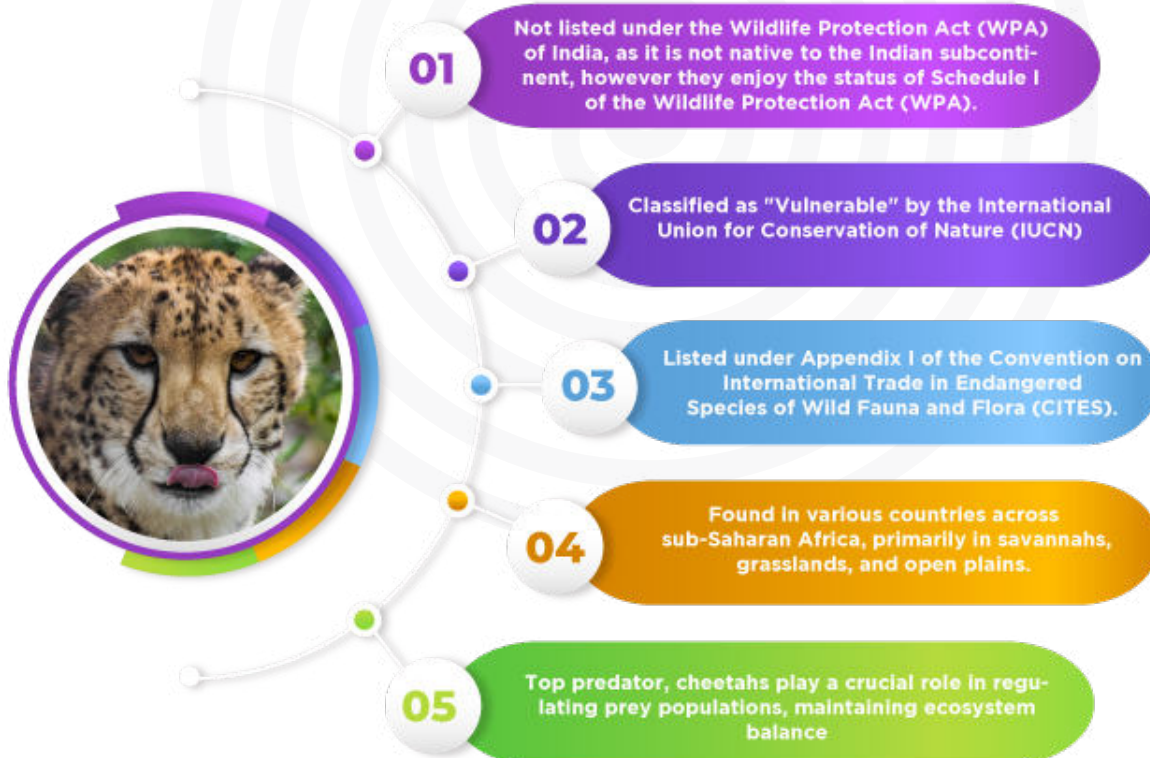 01
Not listed under the Wildlife Protection Act (WPA)
of India, as it is not native to the Indian subconti-
nent, however they enjoy the status of Schedule I
of the Wildlife Protection Act (WPA).
02
Classified as "Vulnerable" by the International
Union for Conservation of Nature (IUCN)
03
Listed under Appendix I of the Convention on
International Trade in Endangered
Species of Wild Fauna and Flora (CITES).
04
Found in various countries across
sub-Saharan Africa, primarily in savannahs,
grasslands, and open plains.
05
Top predator, cheetahs play a crucial role in regu-
lating prey populations, maintaining ecosystem
balance